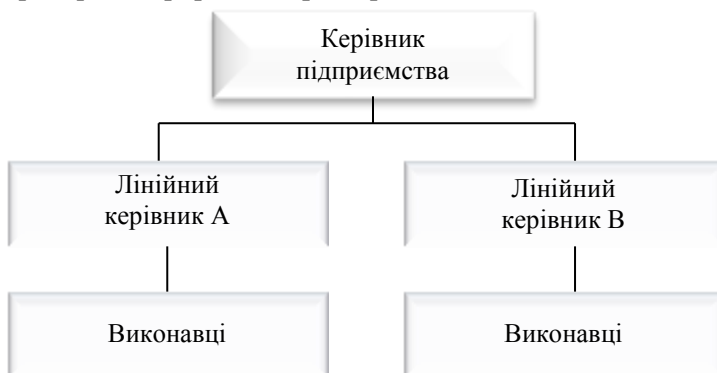 Керівник
підприємства
Лінійний
керівник А
Лінійний
керівник В
Виконавці
Виконавці